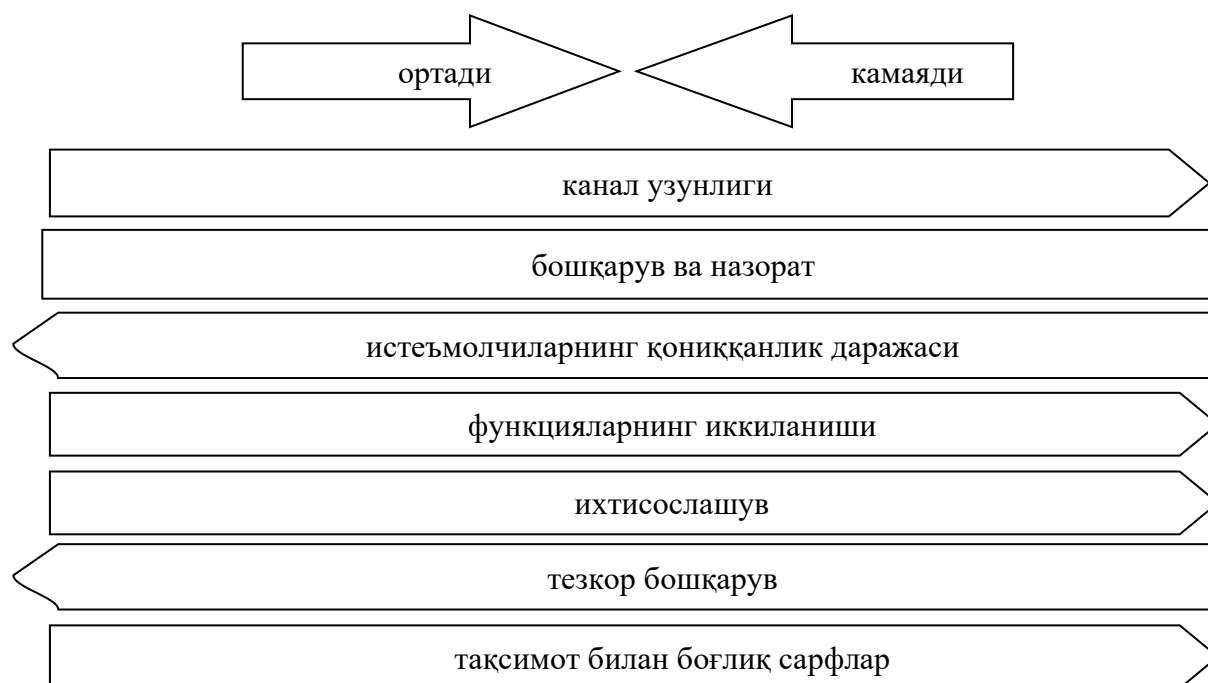 ортади
камаяди
канал узунлиги
бошқарув ва назорат
истеъмолчиларнинг қониққанлик даражаси
функцияларнинг иккиланиши
ихтисослашув
тезкор бошқарув
тақсимот билан боғлиқ сарфлар